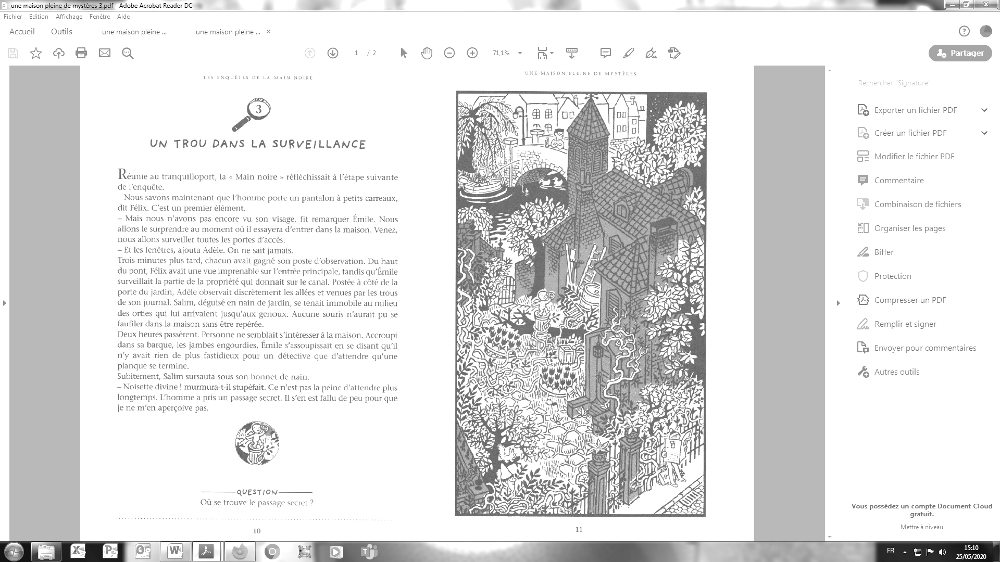 une maison pleine de mystères 3.pdf - Adobe Acrobat Reader DC
Fichier Edition Affichage Fenêtre Aide
Accueil Outils une maison pleine ... une maison pleine ... ×
1 / 2 71,1% Partager
LES ENQUÊTES DE LA MAIN NOIRE
3
UN TROU DANS LA SURVEILLANCE
Réunie au tranquilloport, la « Main noire » réfléchissait à l'étape suivante
de l'enquête.
– Nous savons maintenant que l'homme porte un pantalon à petits carreaux,
dit Félix. C'est un premier élément.
– Mais nous n'avons pas encore vu son visage, fit remarquer Émile. Nous
allons le surprendre au moment où il essayera d'entrer dans la maison. Venez,
nous allons surveiller toutes les portes d'accès.
– Et les fenêtres, ajouta Adèle. On ne sait jamais.
Trois minutes plus tard, chacun avait gagné son poste d'observation. Du haut
du pont, Félix avait une vue imprenable sur l'entrée principale, tandis qu'Émile
surveillait la partie de la propriété qui donnait sur le canal. Postée à côté de la
porte du jardin, Adèle observait discrètement les allées et venues par les trous
de son journal. Salim, déguisé en nain de jardin, se tenait immobile au milieu
des orties qui lui arrivaient jusqu'aux genoux. Aucune souris n'aurait pu se
faufiler dans la maison sans être repérée.
Deux heures passèrent. Personne ne semblait s'intéresser à la maison. Accroupi
dans sa barque, les jambes engourdies, Émile s'assoupissait en se disant qu'il
n'y avait rien de plus fastidieux pour un détective que d'attendre qu'une
planque se termine.
Subitement, Salim sursauta sous son bonnet de nain.
– Noisette divine ! murmura-t-il stupéfait. Ce n'est pas la peine d'attendre plus
longtemps. L'homme a pris un passage secret. Il s'en est fallu de peu pour que
je ne m'en aperçoive pas.
QUESTION
Où se trouve le passage secret ?
10
UNE MAISON PLEINE DE MYSTÈRES
11
Rechercher "Signature"
Exporter un fichier PDF
Créer un fichier PDF
Modifier le fichier PDF
Commentaire
Combinaison de fichiers
Organiser les pages
Biffer
Protection
Compresser un PDF
Remplir et signer
Envoyer pour commentaires
Autres outils
Vous possédez un compte Document Cloud
gratuit.
Mettre à niveau
FR
15:10
25/05/2020